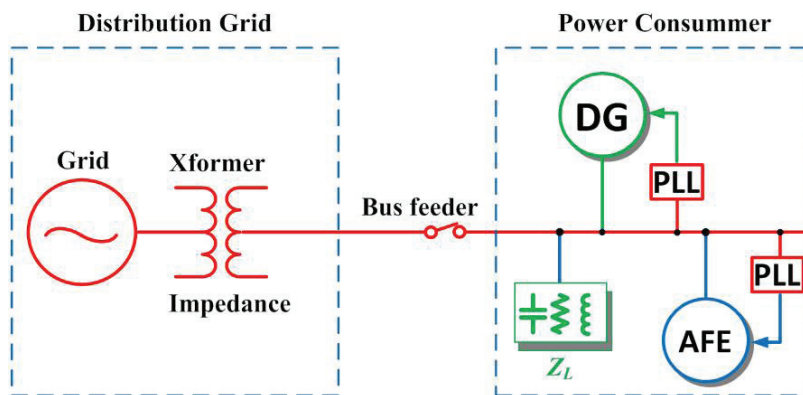 Distribution Grid
Power Consummer
DG
Grid
Xformer
PLL
Bus feeder
PLL
Impedance
AFE
Z_L